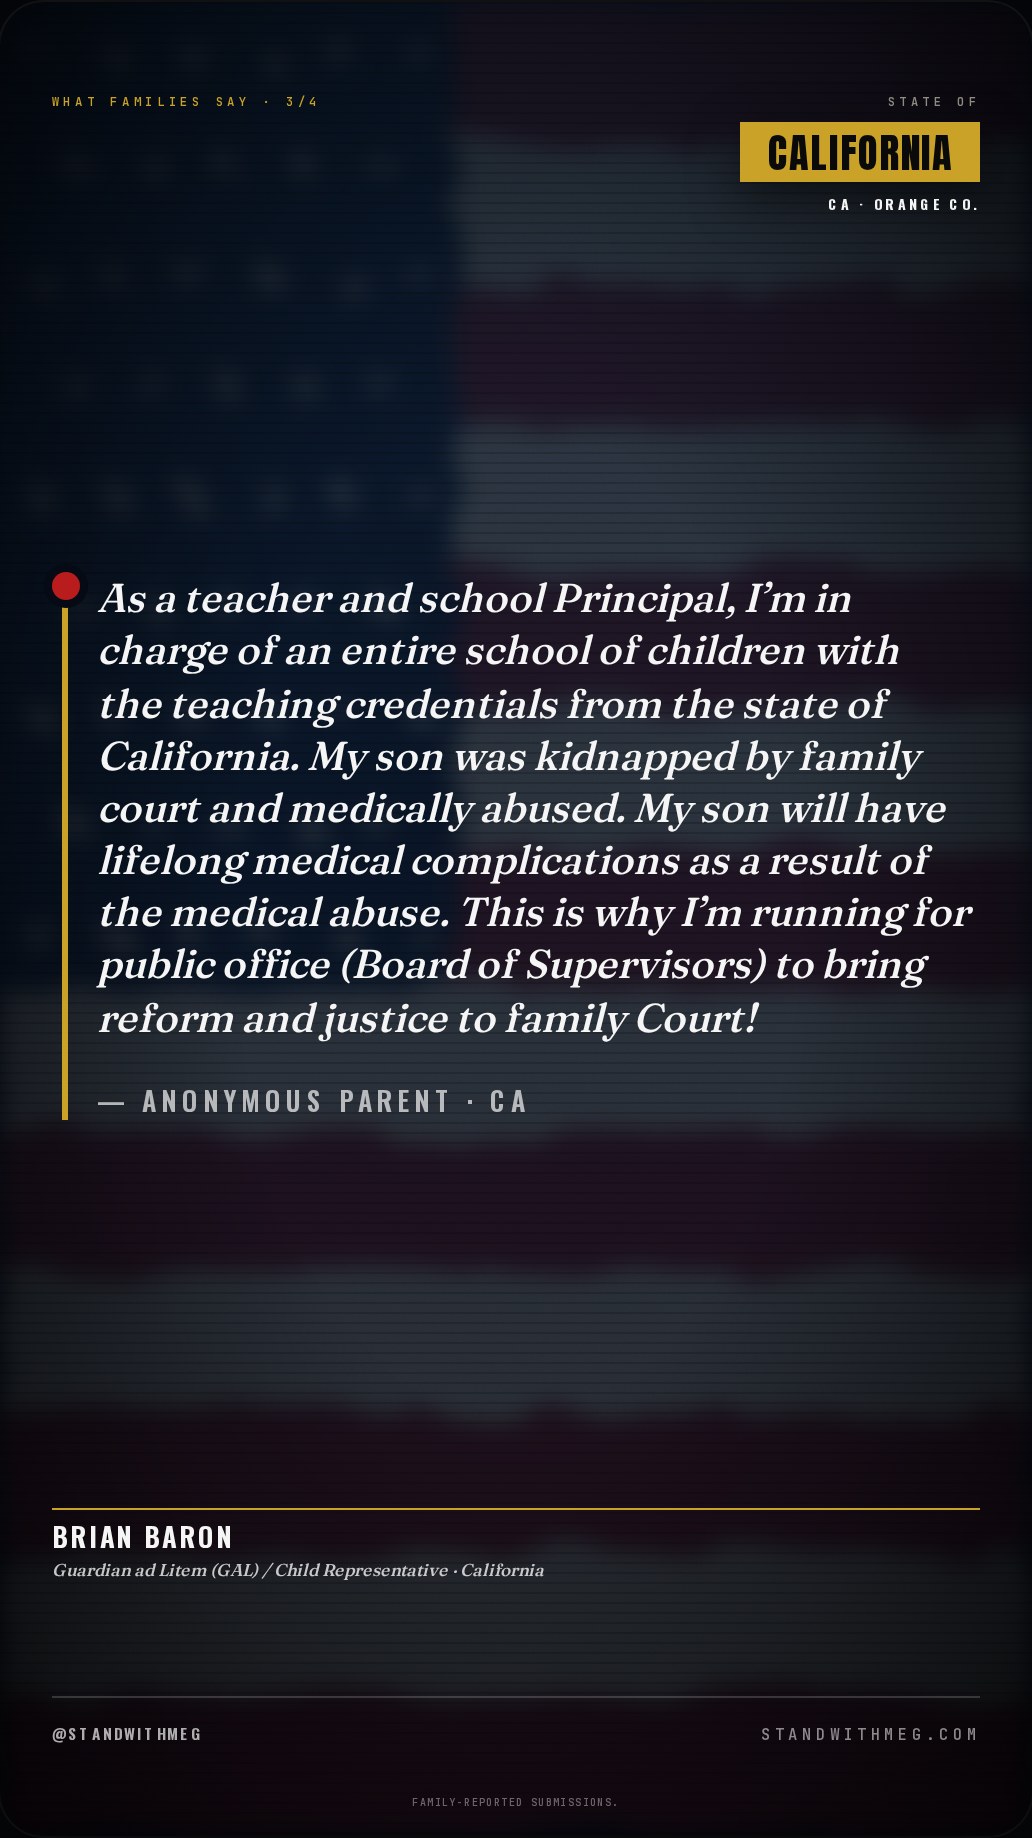 WHAT FAMILIES SAY · 3/4
STATE OF
CALIFORNIA
CA · ORANGE CO.
As a teacher and school Principal, I’m in
charge of an entire school of children with
the teaching credentials from the state of
California. My son was kidnapped by family
court and medically abused. My son will have
lifelong medical complications as a result of
the medical abuse. This is why I’m running for
public office (Board of Supervisors) to bring
reform and justice to family Court!
— ANONYMOUS PARENT · CA
BRIAN BARON
Guardian ad Litem (GAL) / Child Representative · California
@STANDWITHMEG
STANDWITHMEG.COM
FAMILY-REPORTED SUBMISSIONS.